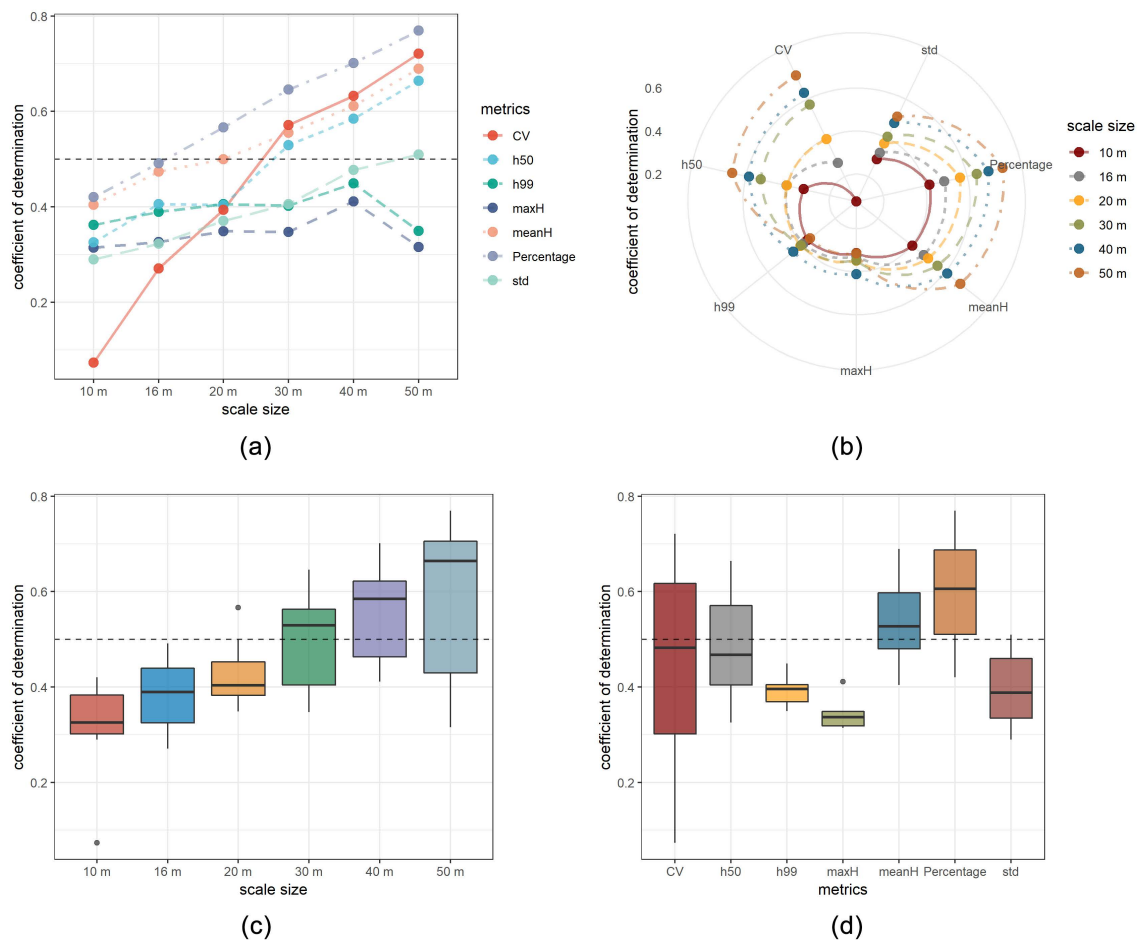 0.8
0.6
0.4
0.2
coefficient of determination
10 m
16 m
20 m
30 m
40 m
50 m
scale size
metrics
CV
h50
h99
maxH
meanH
Percentage
std
(a)
0.6
0.4
0.2
coefficient of determination
CV
std
Percentage
meanH
maxH
h99
h50
scale size
10 m
16 m
20 m
30 m
40 m
50 m
(b)
0.8
0.6
0.4
0.2
coefficient of determination
10 m
16 m
20 m
30 m
40 m
50 m
scale size
(c)
0.8
0.6
0.4
0.2
coefficient of determination
CV
h50
h99
maxH
meanH
Percentage
std
metrics
(d)